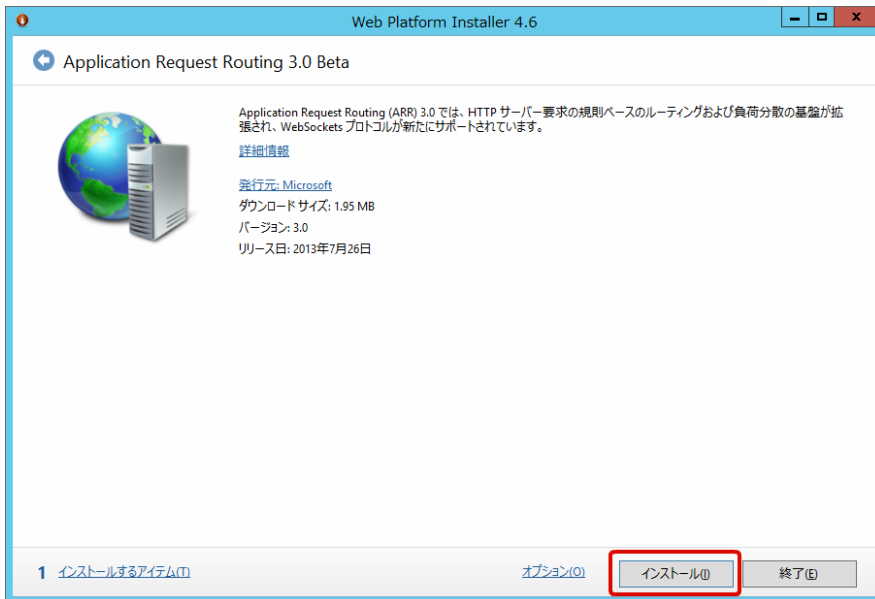 Web Platform Installer 4.6
Application Request Routing 3.0 Beta
Application Request Routing (ARR) 3.0 では、HTTP サーバー要求の規則ベースのルーティングおよび負荷分散の基盤が拡
張され、WebSockets プロトコルが新たにサポートされています。
詳細情報
発行元: Microsoft
ダウンロード サイズ: 1.95 MB
バージョン: 3.0
リリース日: 2013年7月26日
1 インストールするアイテム(T)
オプション(O)
インストール(I)
終了(E)